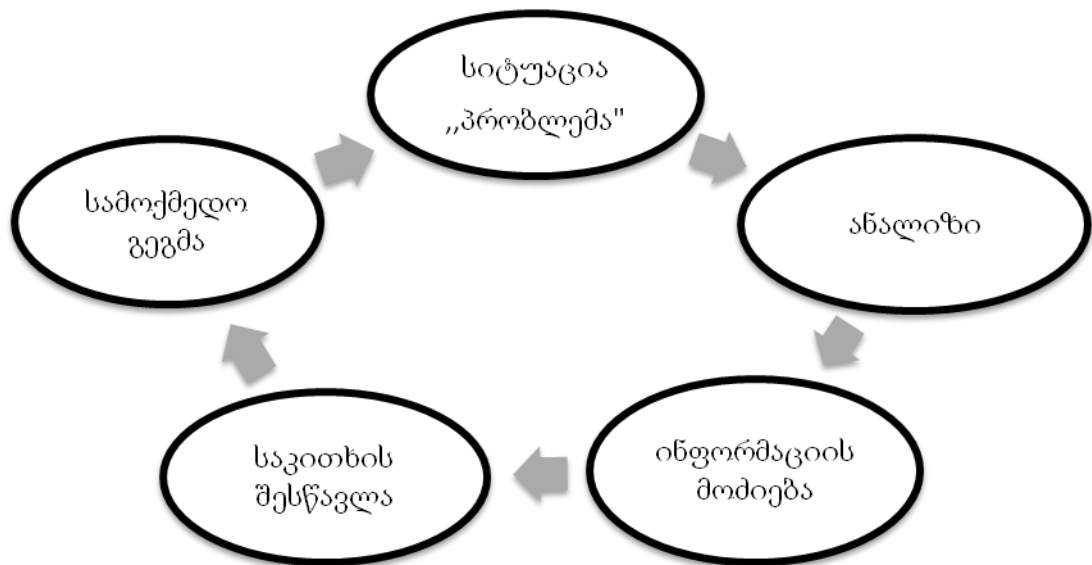 სიტუაცია
,,პრობლემა"
ანალიზი
ინფორმაციის
მოძიება
საკითხის
შესწავლა
სამოქმედო
გეგმა